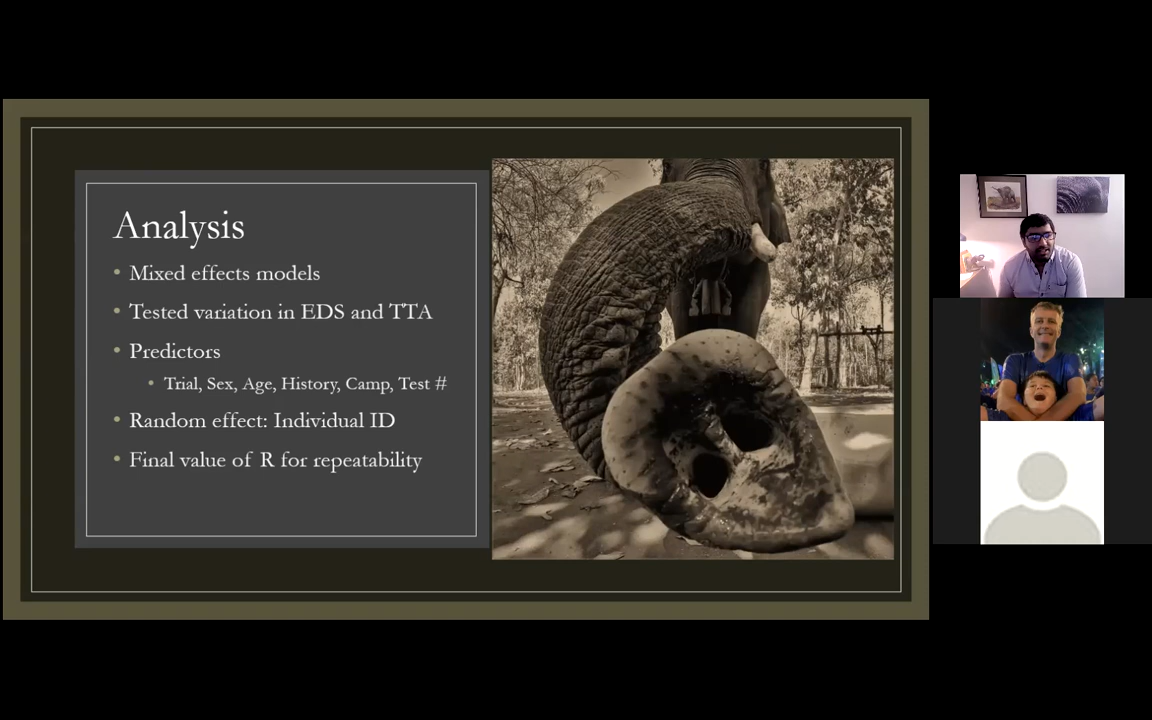 Analysis
Mixed effects models
Tested variation in EDS and TTA
Predictors
Trial, Sex, Age, History, Camp, Test #
Random effect: Individual ID
Final value of R for repeatability